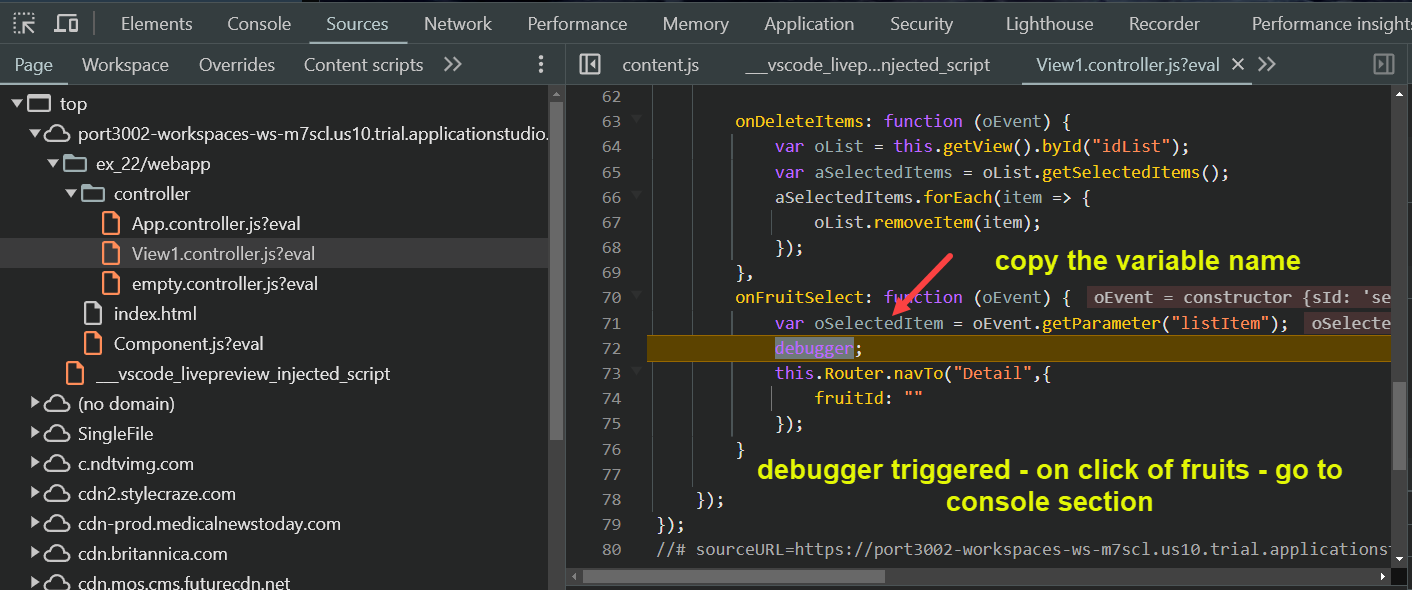 Elements Console Sources Network Performance Memory Application Security Lighthouse Recorder Performance insights
Page Workspace Overrides Content scripts
content.js ___vscode_livep...njected_script View1.controller.js?eval
top
port3002-workspaces-ws-m7scl.us10.trial.applicationstudio.
ex_22/webapp
controller
App.controller.js?eval
View1.controller.js?eval
empty.controller.js?eval
index.html
Component.js?eval
___vscode_livepreview_injected_script
(no domain)
SingleFile
c.ndtvimg.com
cdn2.stylecraze.com
cdn-prod.medicalnewstoday.com
cdn.britannica.com
cdn.mos.cms.futurecdn.net
62
63 onDeleteItems: function (oEvent) {
64 var oList = this.getView().byId("idList");
65 var aSelectedItems = oList.getSelectedItems();
66 aSelectedItems.forEach(item => {
67 oList.removeItem(item);
68 });
69 },
copy the variable name
70 onFruitSelect: function (oEvent) { oEvent = constructor {sId: 'se
71 var oSelectedItem = oEvent.getParameter("listItem"); oSelecte
72 debugger;
73 this.Router.navTo("Detail",{
74 fruitId: ""
75 });
76 }
77
debugger triggered - on click of fruits - go to
console section
78 });
79 });
80 //# sourceURL=https://port3002-workspaces-ws-m7scl.us10.trial.applicationst